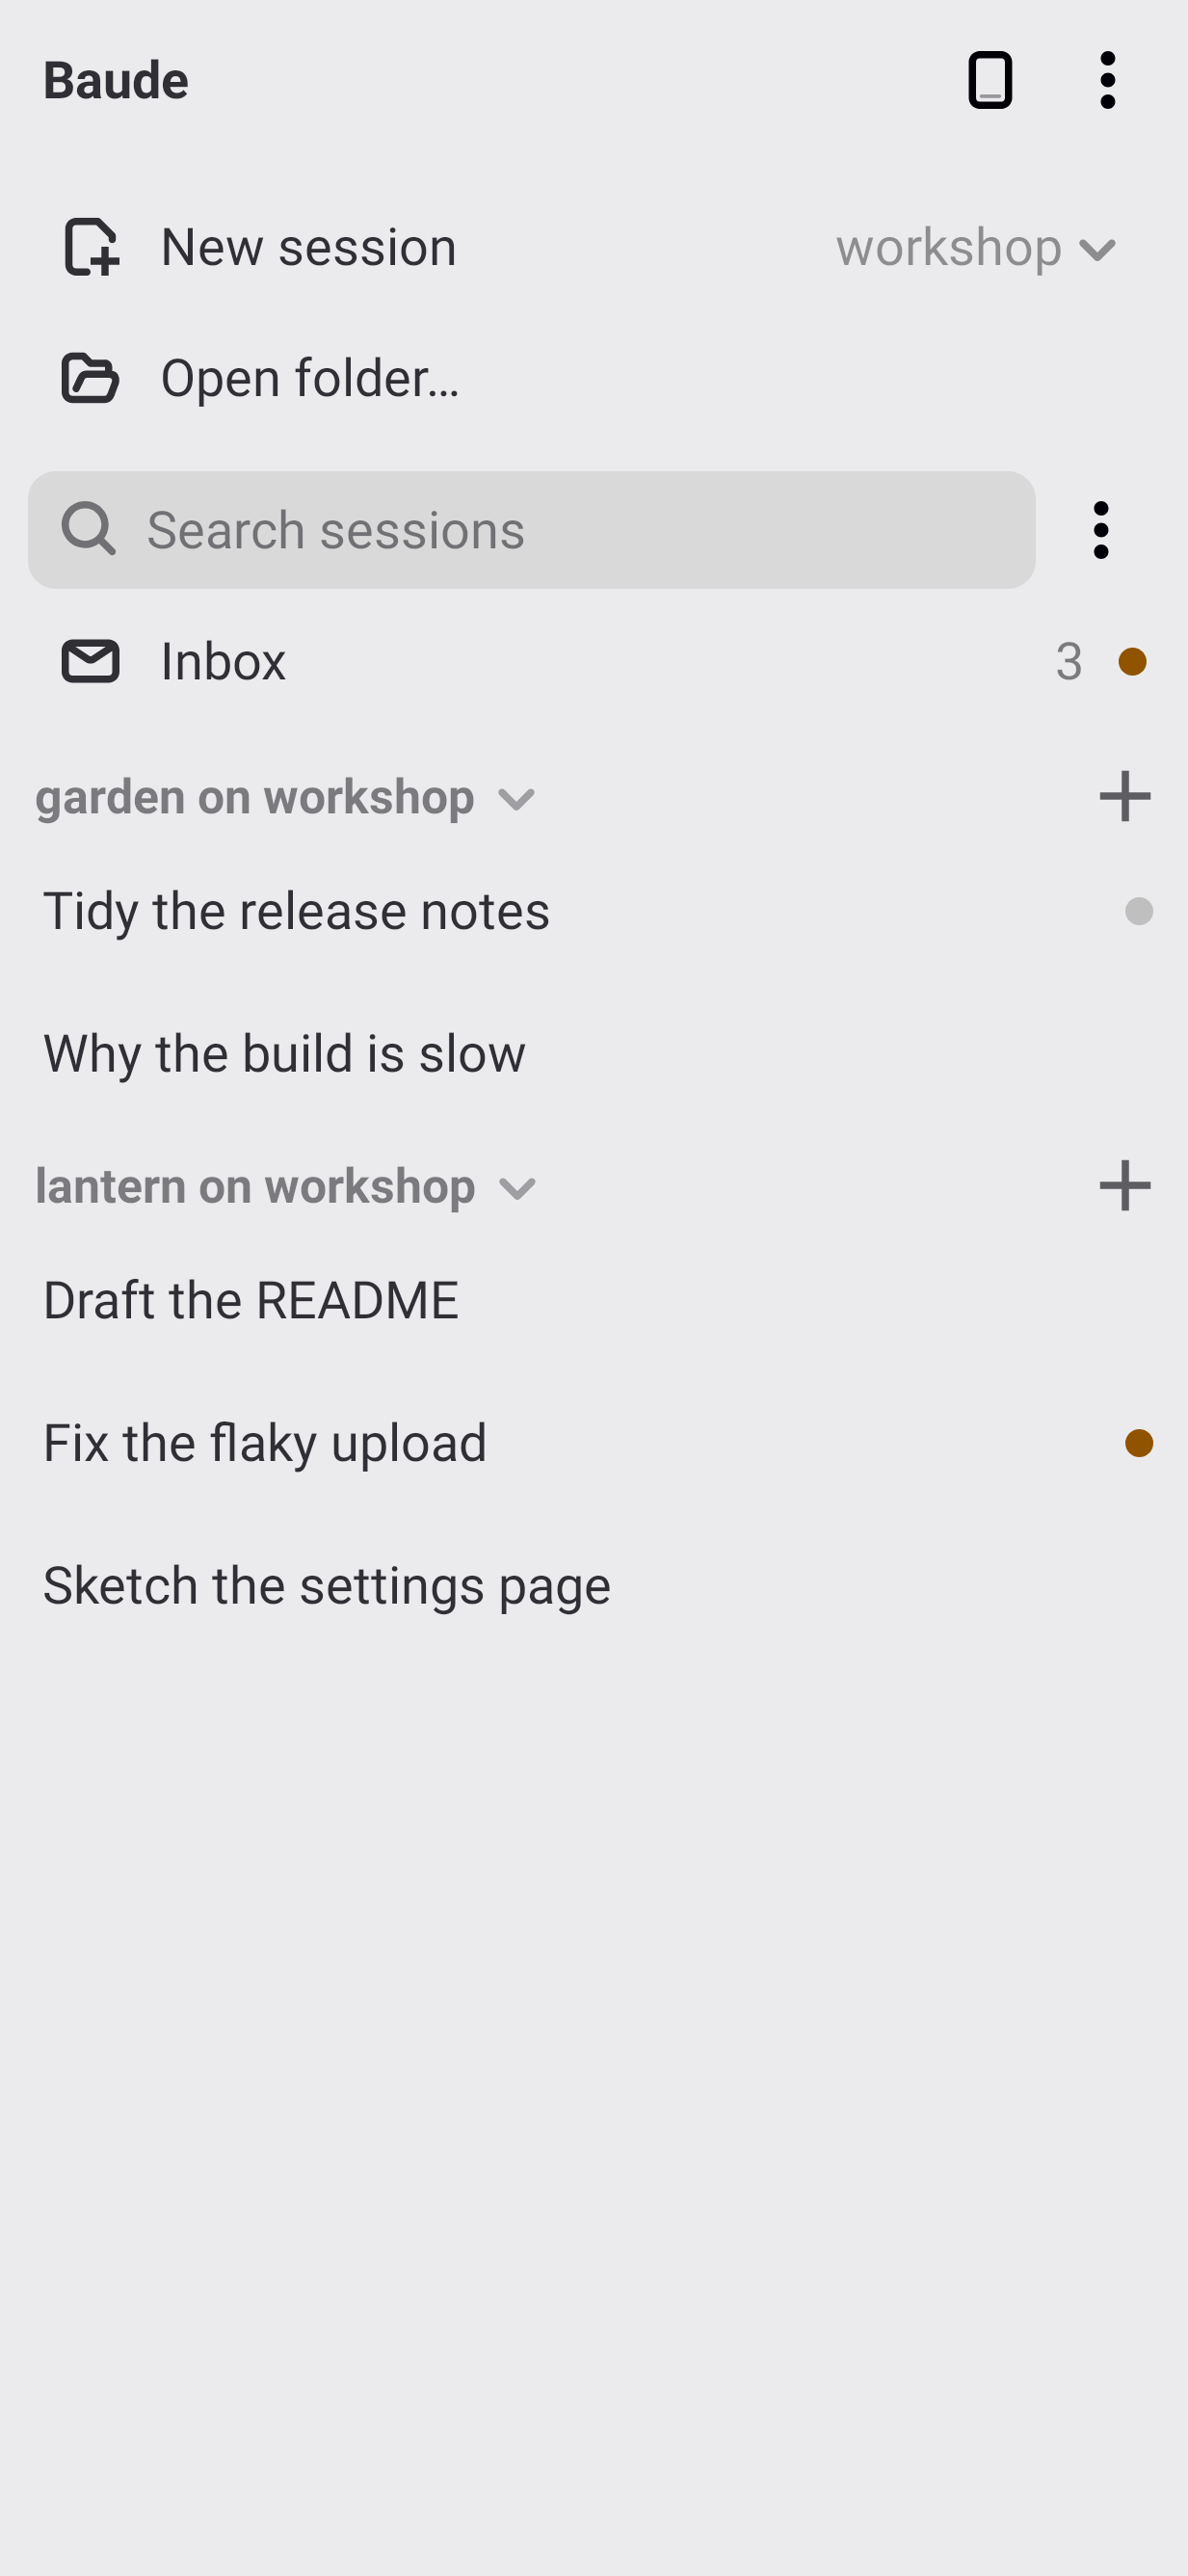 Baude
New session workshop
Open folder…
Search sessions
Inbox 3
garden on workshop
Tidy the release notes
Why the build is slow
lantern on workshop
Draft the README
Fix the flaky upload
Sketch the settings page